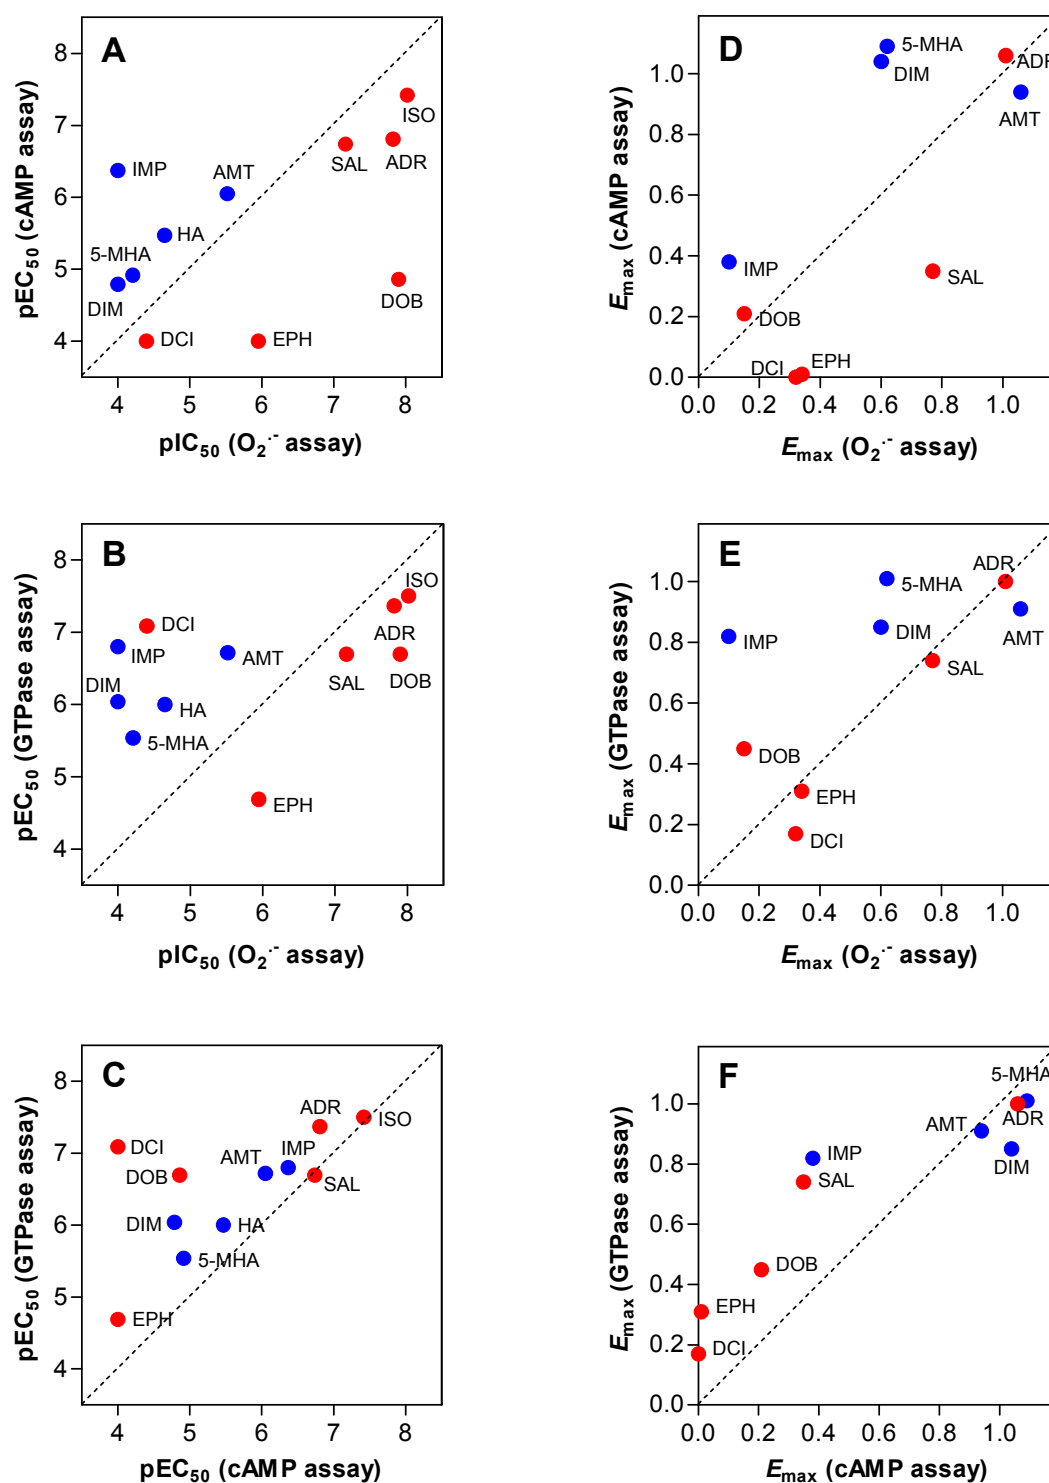 A
pEC50 (cAMP assay)
8
7
6
5
4
4 5 6 7 8
pIC50 (O2·- assay)
ISO
ADR
SAL
IMP
AMT
HA
5-MHA
DIM
DOB
DCI
EPH
D
Emax (cAMP assay)
1.0
0.8
0.6
0.4
0.2
0.0
0.0 0.2 0.4 0.6 0.8 1.0
Emax (O2·- assay)
5-MHA
DIM
ADR
AMT
IMP
SAL
DOB
DCI
EPH
B
pEC50 (GTPase assay)
8
7
6
5
4
4 5 6 7 8
pIC50 (O2·- assay)
ISO
ADR
DCI
IMP
AMT
SAL
DOB
DIM
HA
5-MHA
EPH
E
Emax (GTPase assay)
1.0
0.8
0.6
0.4
0.2
0.0
0.0 0.2 0.4 0.6 0.8 1.0
Emax (O2·- assay)
ADR
5-MHA
AMT
DIM
IMP
SAL
DOB
EPH
DCI
C
pEC50 (GTPase assay)
8
7
6
5
4
4 5 6 7 8
pEC50 (cAMP assay)
ADR
ISO
DCI
IMP
AMT
DOB
SAL
DIM
HA
5-MHA
EPH
F
Emax (GTPase assay)
1.0
0.8
0.6
0.4
0.2
0.0
0.0 0.2 0.4 0.6 0.8 1.0
Emax (cAMP assay)
5-MHA
ADR
AMT
DIM
IMP
SAL
DOB
EPH
DCI